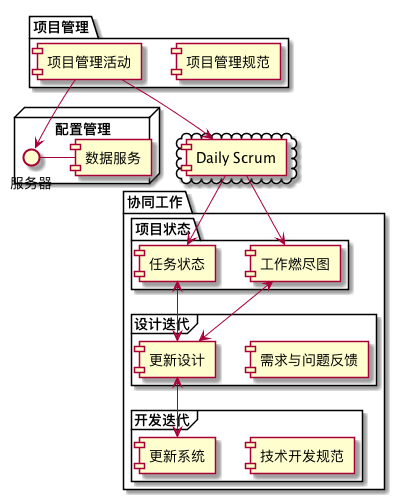 项目管理
项目管理活动
项目管理规范
配置管理
数据服务
服务器
Daily Scrum
协同工作
项目状态
任务状态
工作燃尽图
设计迭代
更新设计
需求与问题反馈
开发迭代
更新系统
技术开发规范